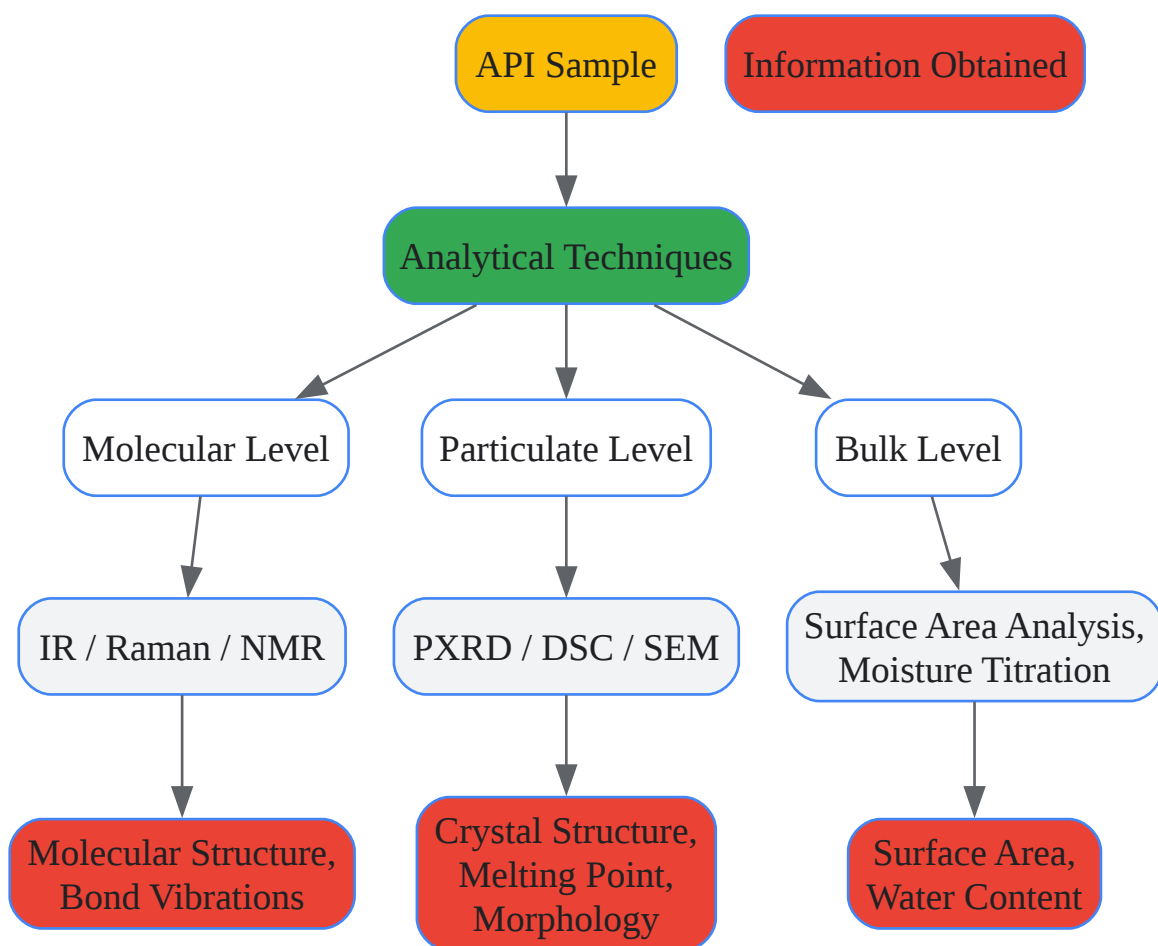 API Sample
Information Obtained
Analytical Techniques
Molecular Level
Particulate Level
Bulk Level
IR / Raman / NMR
PXRD / DSC / SEM
Surface Area Analysis,
Moisture Titration
Molecular Structure,
Bond Vibrations
Crystal Structure,
Melting Point,
Morphology
Surface Area,
Water Content